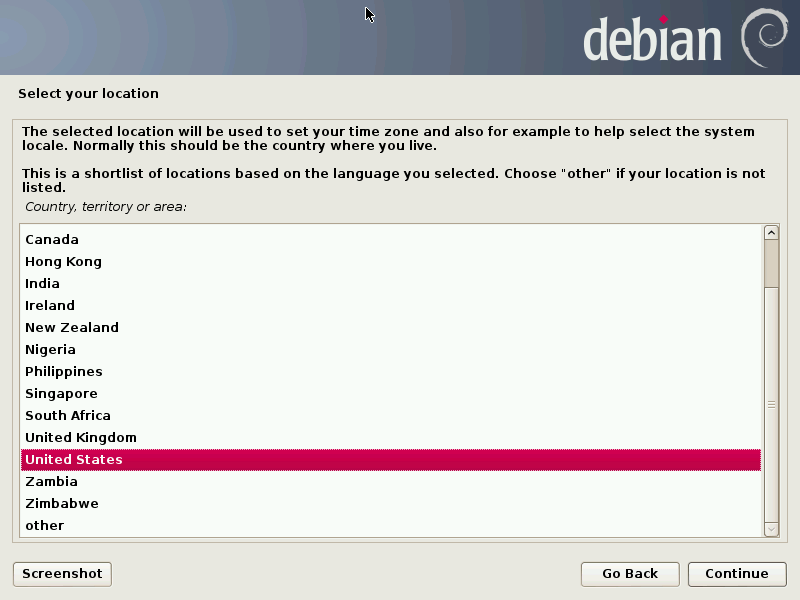 debian
Select your location
The selected location will be used to set your time zone and also for example to help select the system
locale. Normally this should be the country where you live.
This is a shortlist of locations based on the language you selected. Choose "other" if your location is not
listed.
Country, territory or area:
Canada
Hong Kong
India
Ireland
New Zealand
Nigeria
Philippines
Singapore
South Africa
United Kingdom
United States
Zambia
Zimbabwe
other
Screenshot
Go Back
Continue